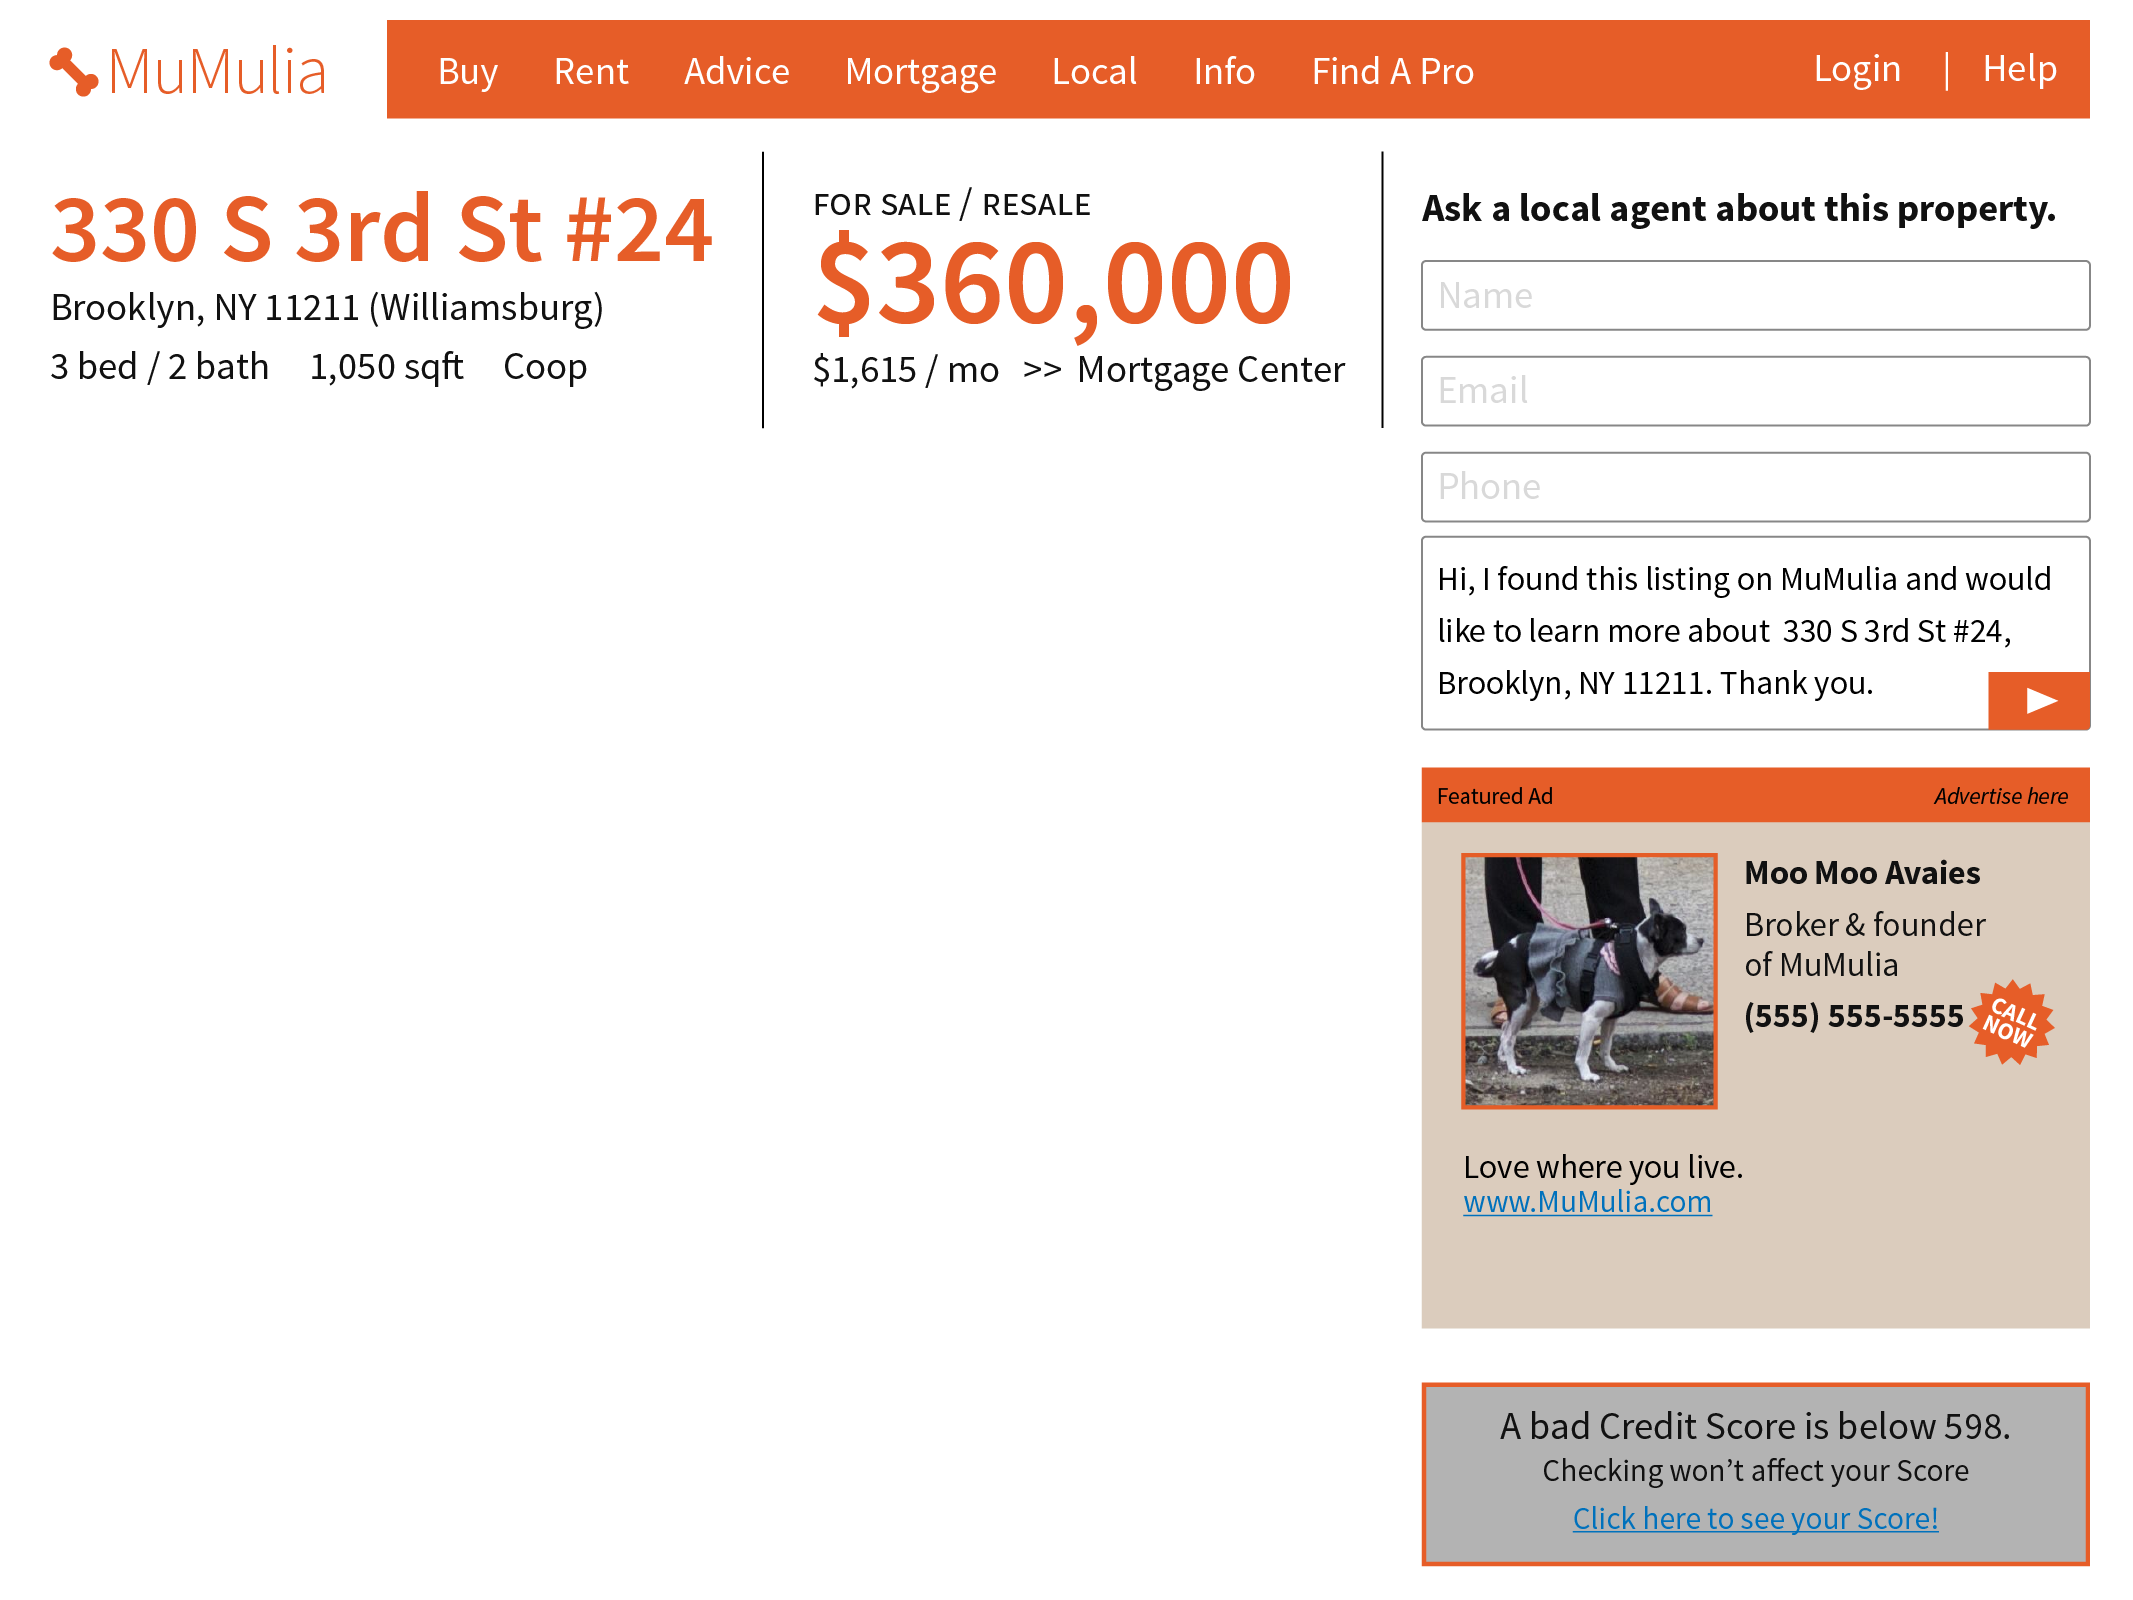 MuMulia
Buy Rent Advice Mortgage Local Info Find A Pro Login | Help
330 S 3rd St #24
Brooklyn, NY 11211 (Williamsburg)
3 bed / 2 bath 1,050 sqft Coop
FOR SALE / RESALE
$360,000
$1,615 / mo >> Mortgage Center
Ask a local agent about this property.
Name
Email
Phone
Hi, I found this listing on MuMulia and would
like to learn more about 330 S 3rd St #24,
Brooklyn, NY 11211. Thank you.
Featured Ad Advertise here
Moo Moo Avaies
Broker & founder
of MuMulia
(555) 555-5555
CALL
NOW
Love where you live.
www.MuMulia.com
A bad Credit Score is below 598.
Checking won’t affect your Score
Click here to see your Score!